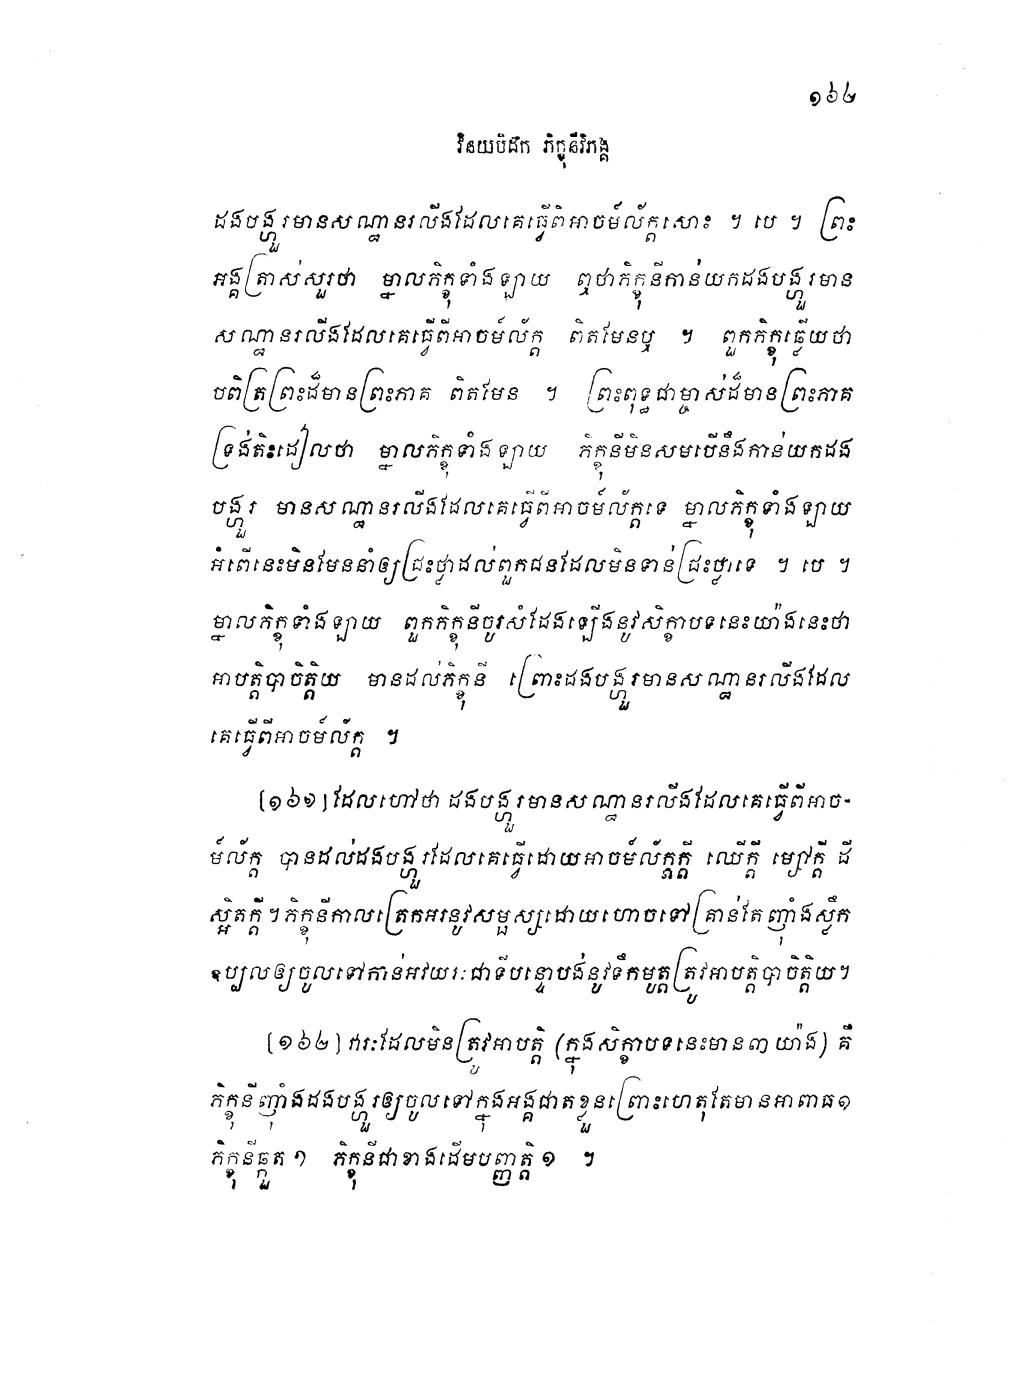 ១៦២
វិនយបិដក ភិក្ខុនីវិភង្គ
ដងបង្ហួរមានសណ្ឋានរលីងដែលគេធ្វើពីអាចម៍ល័ក្តសោះ ។ បេ ។ ព្រះ
អង្គត្រាស់សួរថា ម្នាលភិក្ខុទាំងឡាយ ឮថាភិក្ខុនីកាន់យកដងបង្ហួរមាន
សណ្ឋានរលីងដែលគេធ្វើពីអាចម៍ល័ក្ត ពិតមែនឬ ។ ពួកភិក្ខុឆ្លើយថា
បពិត្រព្រះដ៏មានព្រះភាគ ពិតមែន ។ ព្រះពុទ្ធជាម្ចាស់ដ៏មានព្រះភាគ
ទ្រង់តិះដៀលថា ម្នាលភិក្ខុទាំងឡាយ ភិក្ខុនីមិនសមបើនឹងកាន់យកដង
បង្ហួរ មានសណ្ឋានរលីងដែលគេធ្វើពីអាចម៍ល័ក្តទេ ម្នាលភិក្ខុទាំងឡាយ
អំពើនេះមិនមែននាំឲ្យជ្រះថ្លាដល់ពួកជនដែលមិនទាន់ជ្រះថ្លាទេ ។ បេ ។
ម្នាលភិក្ខុទាំងឡាយ ពួកភិក្ខុនីចូរសំដែងឡើងនូវសិក្ខាបទនេះយ៉ាងនេះថា
អាបត្តិបាចិត្តិយ មានដល់ភិក្ខុនី ព្រោះដងបង្ហួរមានសណ្ឋានរលីងដែល
គេធ្វើពីអាចម៍ល័ក្ត ។
[១៦១] ដែលហៅថា ដងបង្ហួរមានសណ្ឋានរលីងដែលគេធ្វើពីអាច-
ម៍ល័ក្ត បានដល់ដងបង្ហួរដែលគេធ្វើដោយអាចម៍ល័ក្តក្តី ឈើក្តី ម្សៅក្តី ដី
ស្អិតក្តី ។ ភិក្ខុនីកាលត្រេកអរនូវសម្ផស្សដោយហោចទៅគ្រាន់តែញ៉ាំងស្លឹក
ឧប្បលឲ្យចូលទៅកាន់អវយវៈជាទីបន្ទោបង់នូវទឹកមូត្តត្រូវអាបត្តិបាចិត្តិយ ។
[១៦២] វារៈដែលមិនត្រូវអាបត្តិ (ក្នុងសិក្ខាបទនេះមាន៣យ៉ាង) គឺ
ភិក្ខុនីញ៉ាំងដងបង្ហួរឲ្យចូលទៅក្នុងអង្គជាតខ្លួនព្រោះហេតុតែមានអាពាធ១
ភិក្ខុនីឆ្កួត ១ ភិក្ខុនីជាខាងដើមបញ្ញត្តិ ១ ។